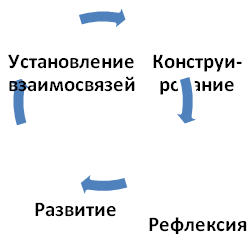 Установление Конструи-
взаимосвязей рование
Развитие
Рефлексия